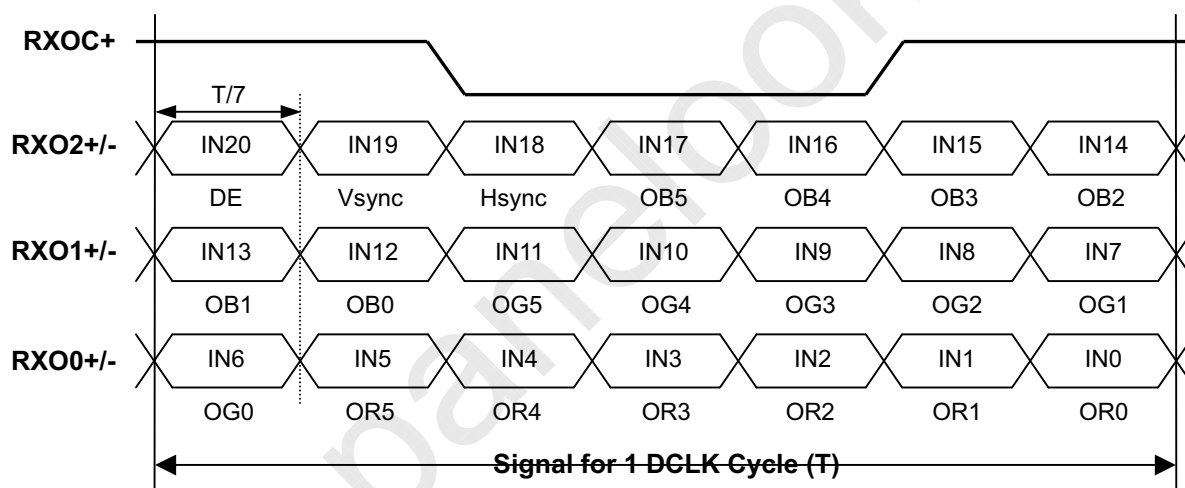 RXOC+
T/7
RXO2+/- IN20 IN19 IN18 IN17 IN16 IN15 IN14
DE Vsync Hsync OB5 OB4 OB3 OB2
RXO1+/- IN13 IN12 IN11 IN10 IN9 IN8 IN7
OB1 OB0 OG5 OG4 OG3 OG2 OG1
RXO0+/- IN6 IN5 IN4 IN3 IN2 IN1 IN0
OG0 OR5 OR4 OR3 OR2 OR1 OR0
Signal for 1 DCLK Cycle (T)
paneloo